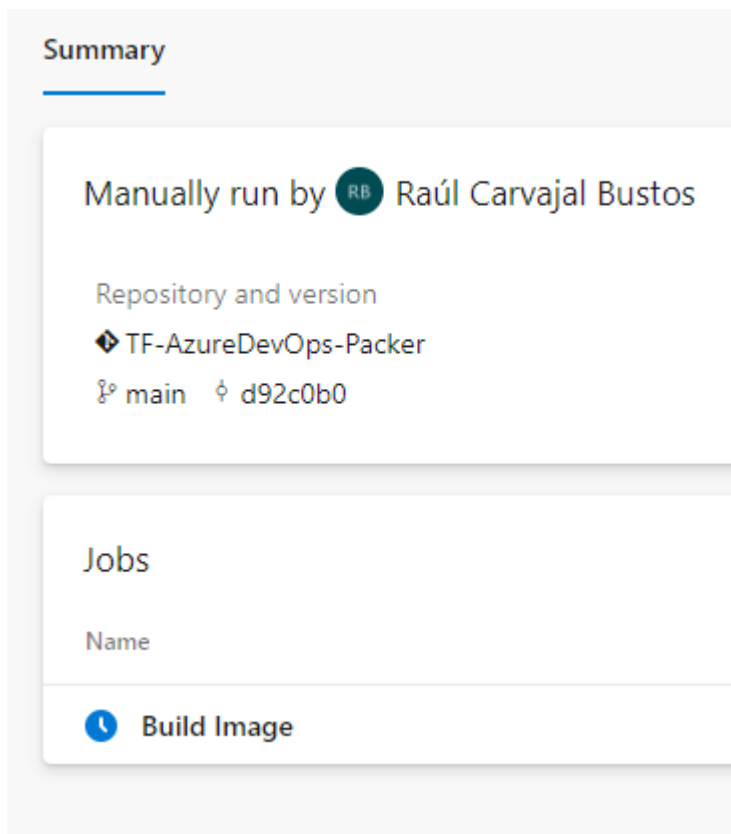 Summary
Manually run by RB Raúl Carvajal Bustos
Repository and version
TF-AzureDevOps-Packer
main d92c0b0
Jobs
Name
Build Image